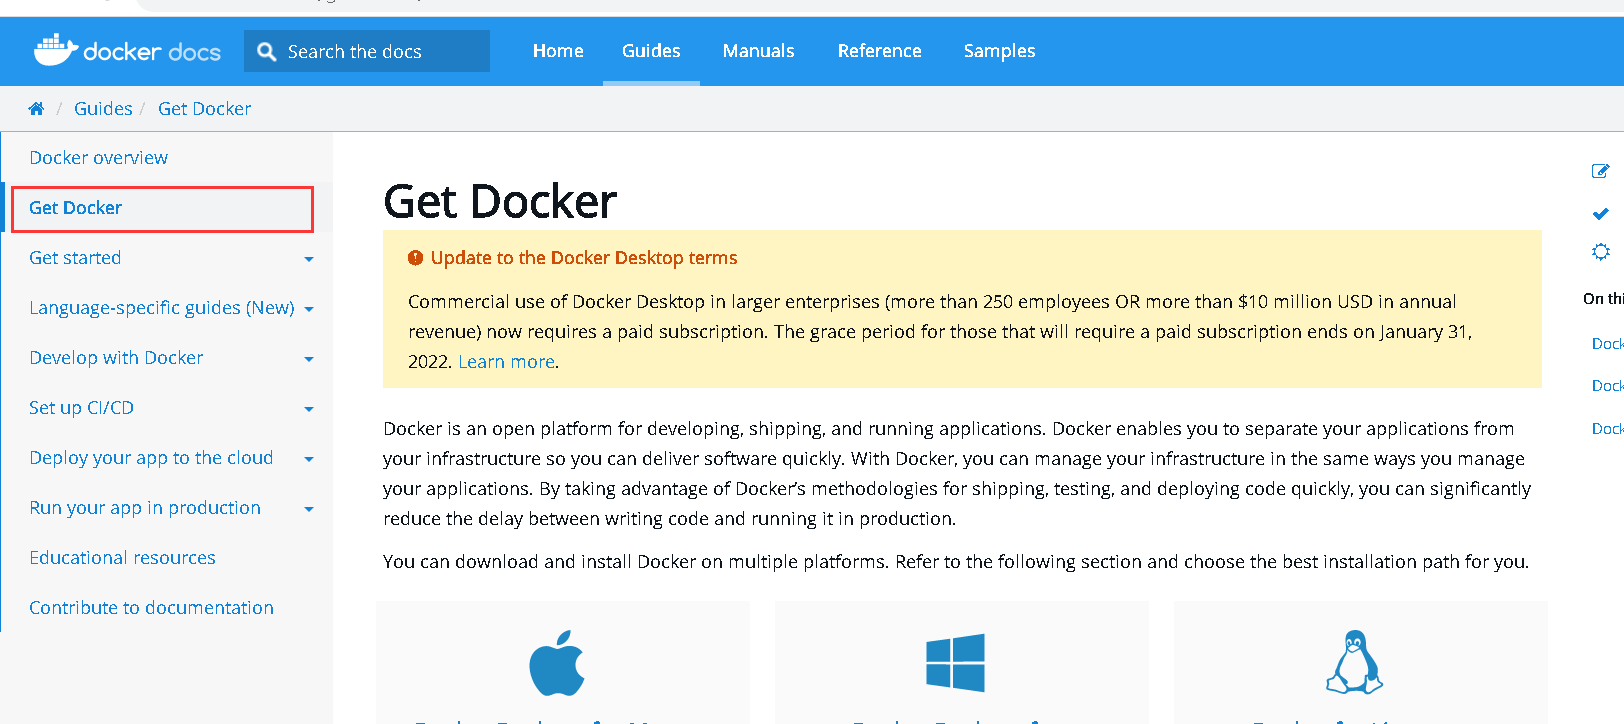 docker docs
Search the docs
Home
Guides
Manuals
Reference
Samples
/ Guides / Get Docker
Docker overview
Get Docker
Get started
Language-specific guides (New)
Develop with Docker
Set up CI/CD
Deploy your app to the cloud
Run your app in production
Educational resources
Contribute to documentation
Get Docker
Update to the Docker Desktop terms
Commercial use of Docker Desktop in larger enterprises (more than 250 employees OR more than $10 million USD in annual
revenue) now requires a paid subscription. The grace period for those that will require a paid subscription ends on January 31,
2022. Learn more.
Docker is an open platform for developing, shipping, and running applications. Docker enables you to separate your applications from
your infrastructure so you can deliver software quickly. With Docker, you can manage your infrastructure in the same ways you manage
your applications. By taking advantage of Docker's methodologies for shipping, testing, and deploying code quickly, you can significantly
reduce the delay between writing code and running it in production.
You can download and install Docker on multiple platforms. Refer to the following section and choose the best installation path for you.
On thi
Dock
Dock
Dock